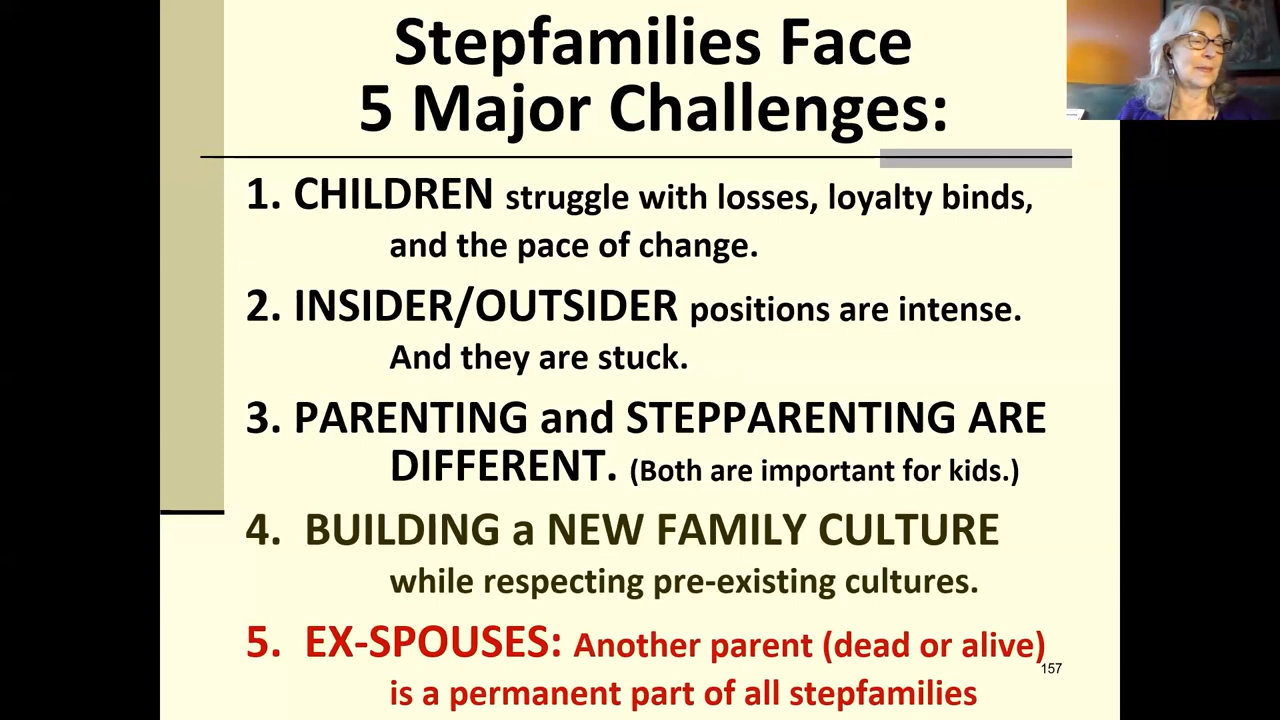 Stepfamilies Face
5 Major Challenges:
1. CHILDREN struggle with losses, loyalty binds,
and the pace of change.
2. INSIDER/OUTSIDER positions are intense.
And they are stuck.
3. PARENTING and STEPPARENTING ARE
DIFFERENT. (Both are important for kids.)
4. BUILDING a NEW FAMILY CULTURE
while respecting pre-existing cultures.
5. EX-SPOUSES: Another parent (dead or alive)
157
is a permanent part of all stepfamilies